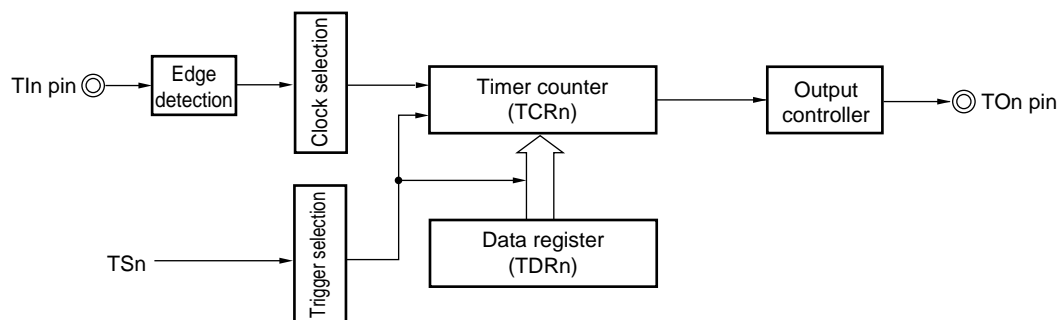 TIn pin
Edge
detection
Clock selection
Timer counter
(TCRn)
Output
controller
TOn pin
TSn
Trigger selection
Data register
(TDRn)